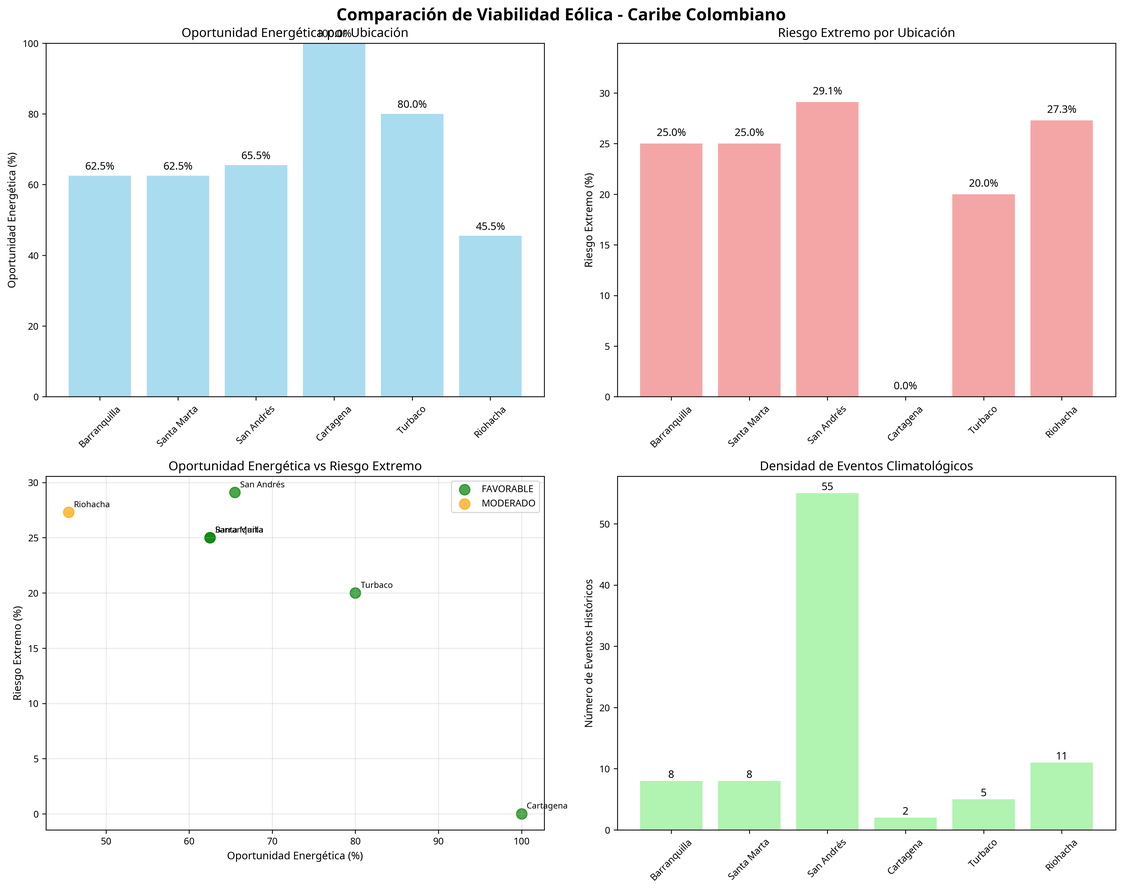 Comparación de Viabilidad Eólica - Caribe Colombiano
Oportunidad Energética por Ubicación
100.0%
Oportunidad Energética (%)
100
80
60
40
20
0
62.5%
62.5%
65.5%
80.0%
45.5%
Barranquilla
Santa Marta
San Andrés
Cartagena
Turbaco
Riohacha
Riesgo Extremo por Ubicación
Riesgo Extremo (%)
30
25
20
15
10
5
0
25.0%
25.0%
29.1%
0.0%
20.0%
27.3%
Barranquilla
Santa Marta
San Andrés
Cartagena
Turbaco
Riohacha
Oportunidad Energética vs Riesgo Extremo
Riesgo Extremo (%)
30
25
20
15
10
5
0
FAVORABLE
MODERADO
San Andrés
Riohacha
Santa Marta
Barranquilla
Turbaco
Cartagena
50
60
70
80
90
100
Oportunidad Energética (%)
Densidad de Eventos Climatológicos
Número de Eventos Históricos
50
40
30
20
10
0
8
8
55
2
5
11
Barranquilla
Santa Marta
San Andrés
Cartagena
Turbaco
Riohacha